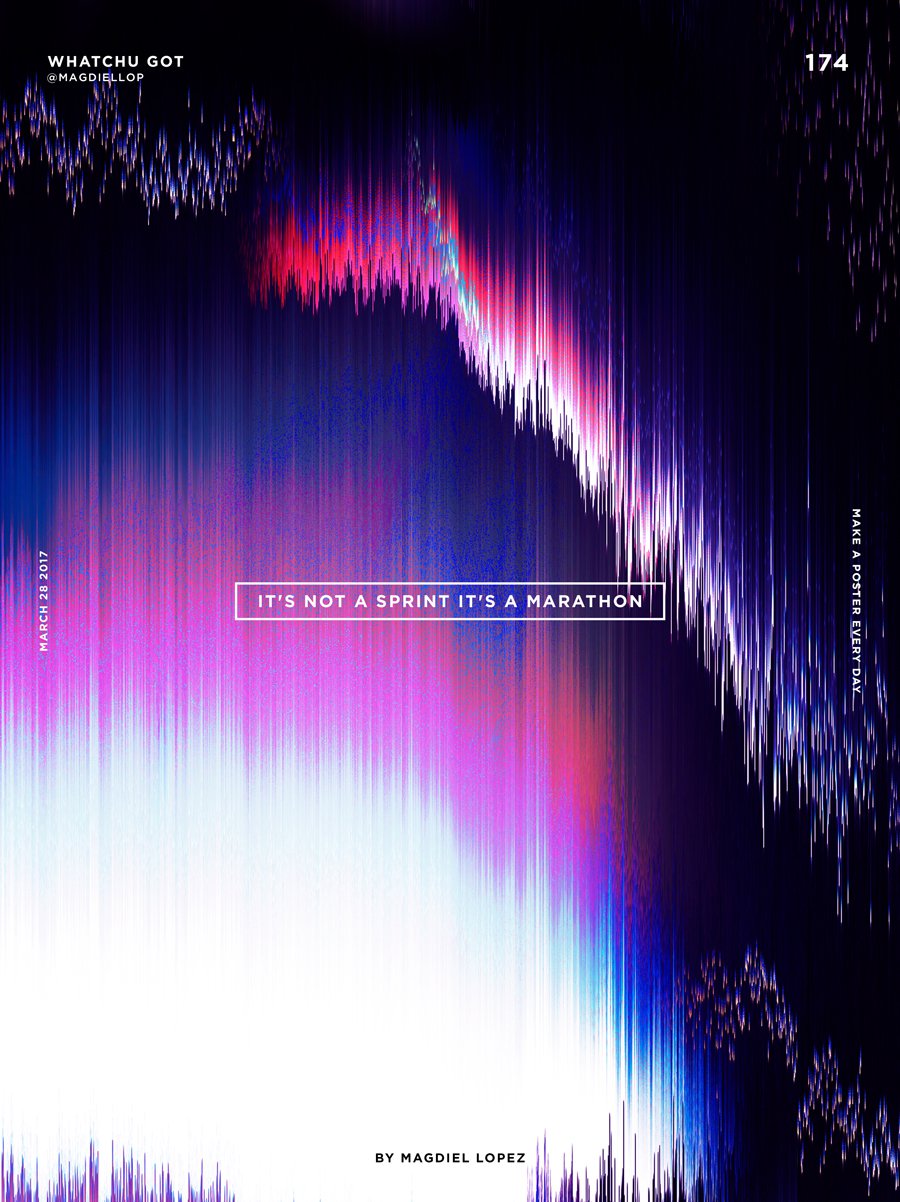 WHATCHU GOT
@MAGDIELLOP
174
MARCH 28 2017
IT'S NOT A SPRINT IT'S A MARATHON
MAKE A POSTER EVERY DAY
BY MAGDIEL LOPEZ